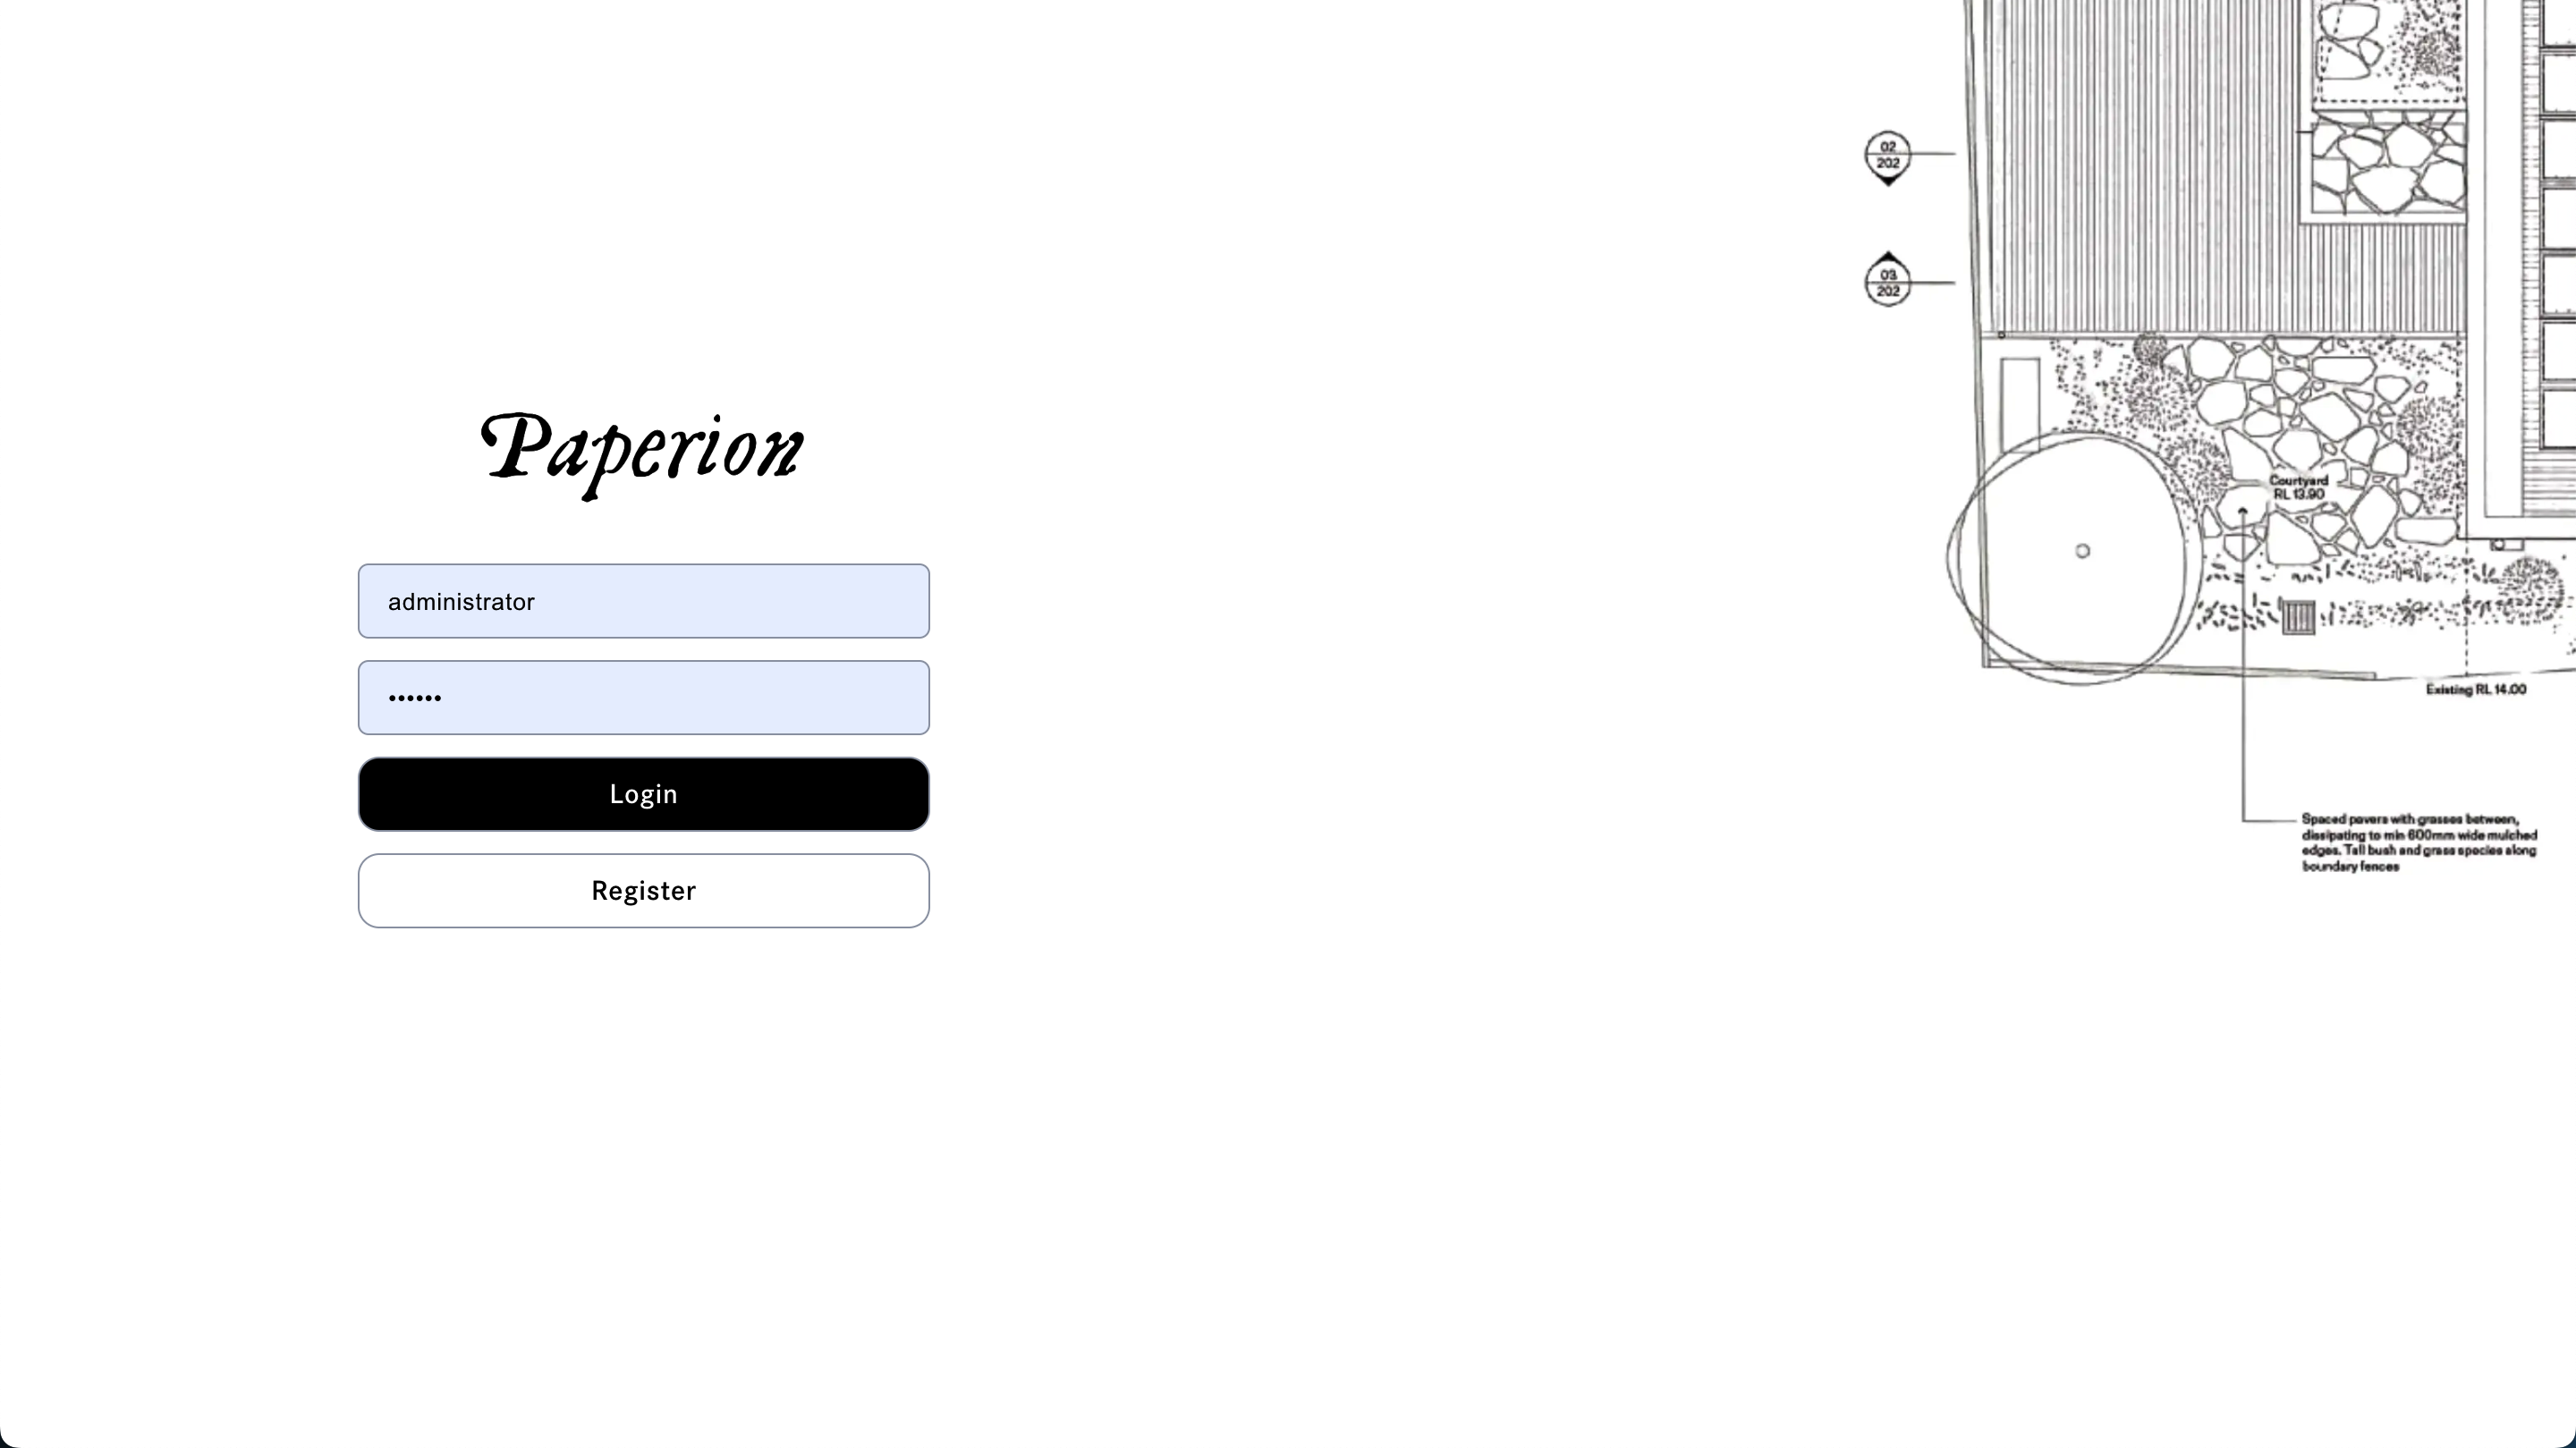 Paperion
administrator
••••••
Login
Register
02
202
03
202
Courtyard
RL 13.90
Existing RL 14.00
Spaced pavers with grasses between,
dissipating to min 600mm wide mulched
edges. Tall bush and grass species along
boundary fences